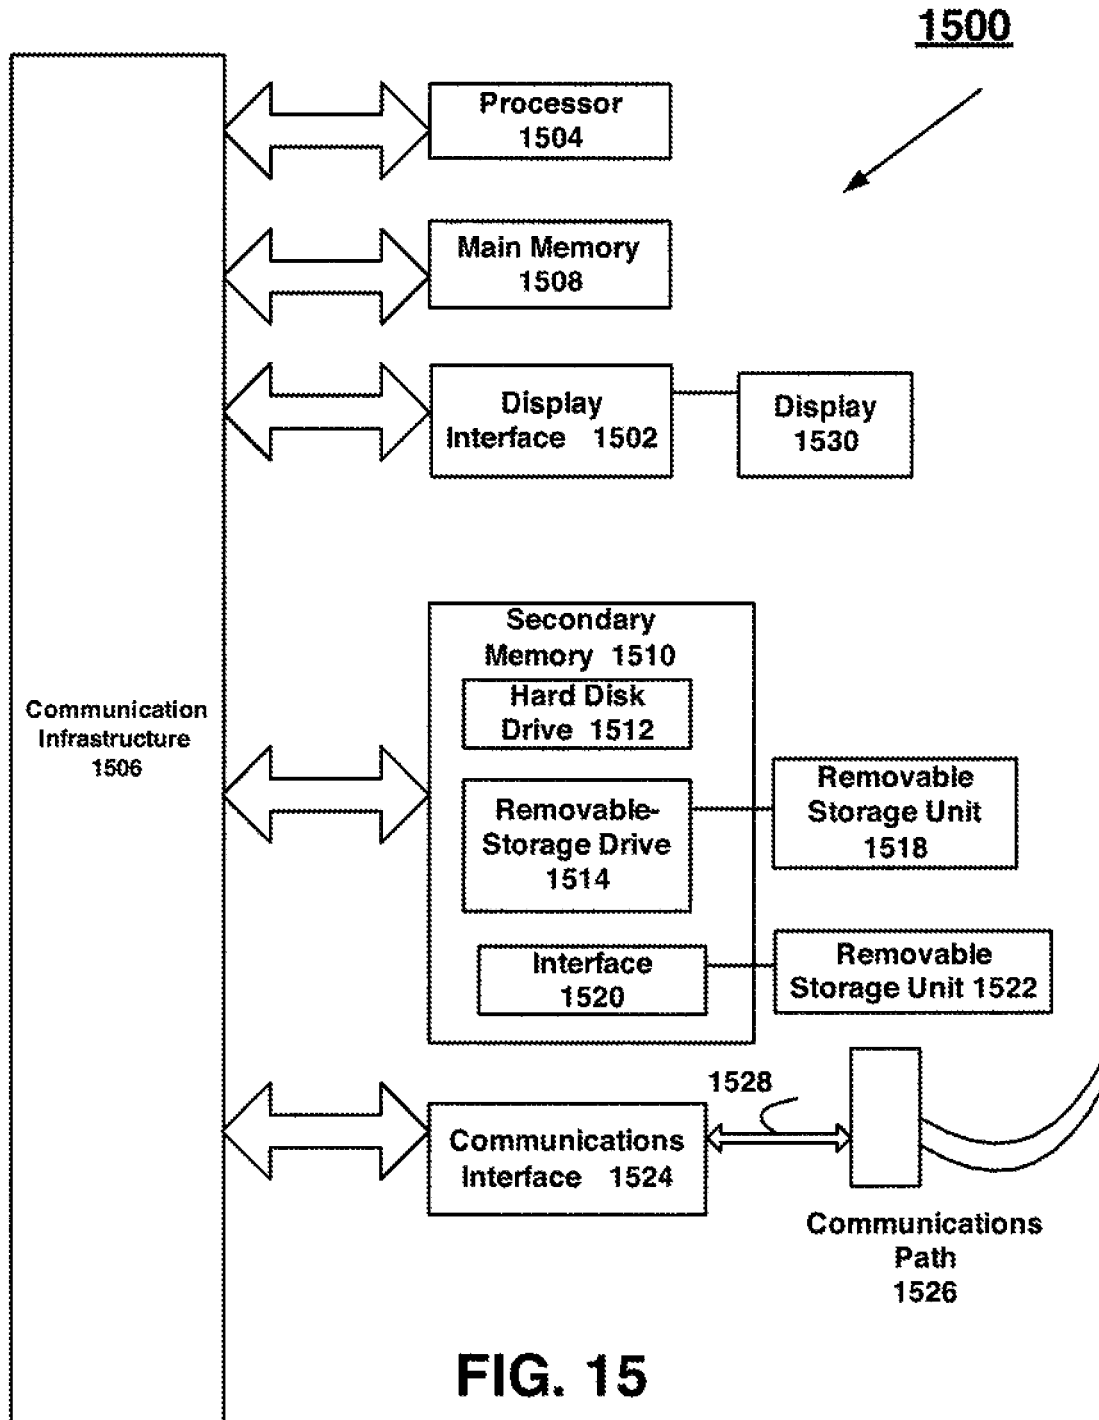 1500
Processor
1504
Main Memory
1508
Display
Interface 1502
Display
1530
Secondary
Memory 1510
Hard Disk
Drive 1512
Communication
Infrastructure
1506
Removable-
Storage Drive
1514
Removable
Storage Unit
1518
Interface
1520
Removable
Storage Unit 1522
1528
Communications
Interface 1524
Communications
Path
1526
FIG. 15